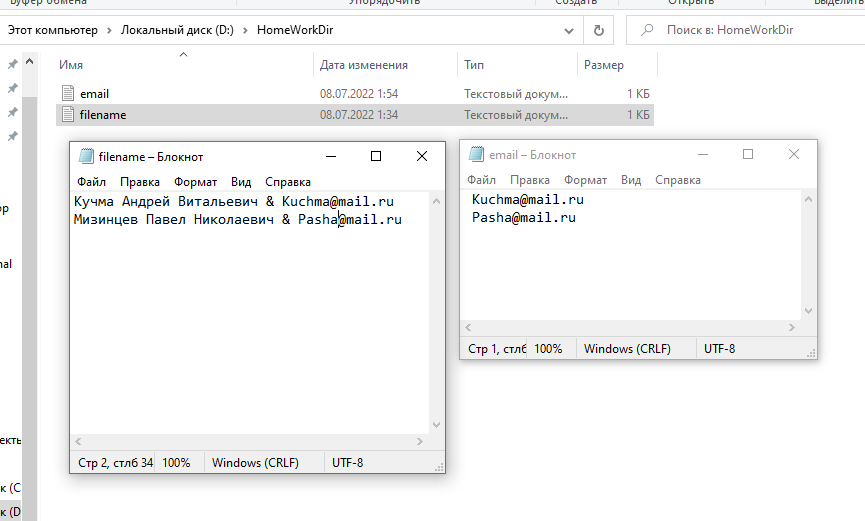 Буфер обмена Упорядочить Создать Открыть Выделить
Этот компьютер > Локальный диск (D:) > HomeWorkDir
Поиск в: HomeWorkDir
Имя Дата изменения Тип Размер
email 08.07.2022 1:54 Текстовый докум... 1 КБ
filename 08.07.2022 1:34 Текстовый докум... 1 КБ
filename – Блокнот
Файл Правка Формат Вид Справка
Кучма Андрей Витальевич & Kuchma@mail.ru
Мизинцев Павел Николаевич & Pasha@mail.ru
Стр 2, стлб 34 100% Windows (CRLF) UTF-8
email – Блокнот
Файл Правка Формат Вид Справка
Kuchma@mail.ru
Pasha@mail.ru
Стр 1, стлб 100% Windows (CRLF) UTF-8